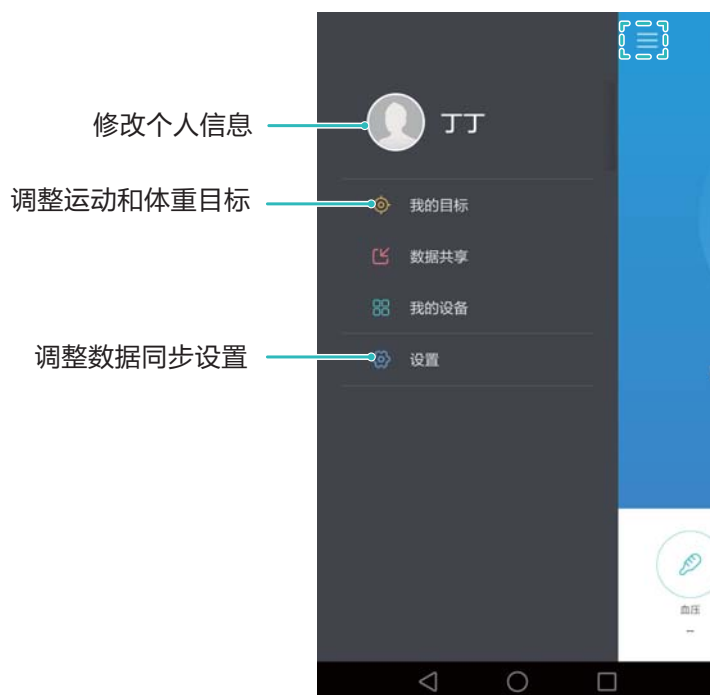 修改个人信息
丁丁
调整运动和体重目标
我的目标
数据共享
我的设备
调整数据同步设置
设置
血压
--